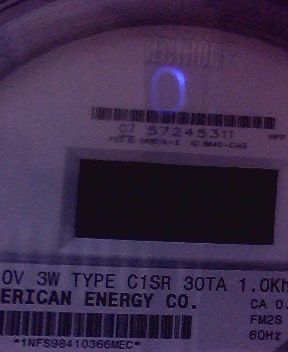 07 57245311
0V 3W TYPE C1SR 30TA 1.0Kh
ERICAN ENERGY CO.
CA 0.
FM2S
60Hz
*1NFS98410366MEC*